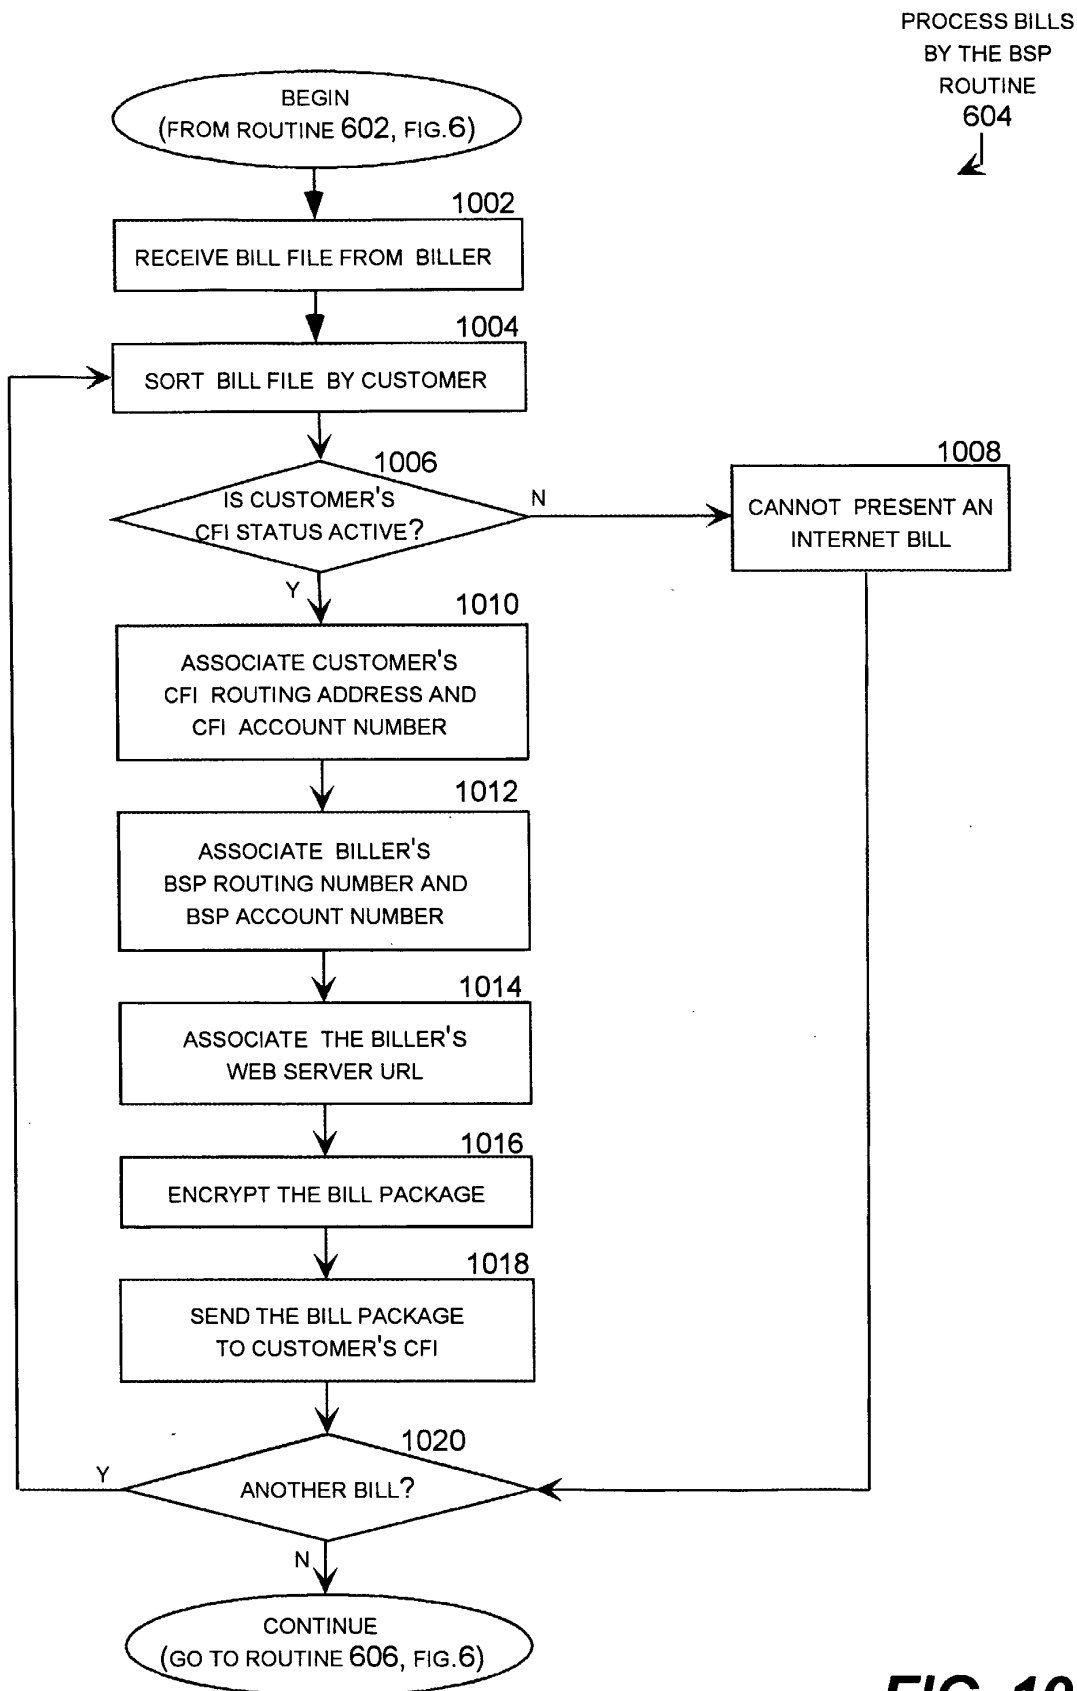 PROCESS BILLS
BY THE BSP
ROUTINE
604
BEGIN
(FROM ROUTINE 602, FIG.6)
1002
RECEIVE BILL FILE FROM BILLER
1004
SORT BILL FILE BY CUSTOMER
1006
IS CUSTOMER'S
CFI STATUS ACTIVE?
N
1008
CANNOT PRESENT AN
INTERNET BILL
Y
1010
ASSOCIATE CUSTOMER'S
CFI ROUTING ADDRESS AND
CFI ACCOUNT NUMBER
1012
ASSOCIATE BILLER'S
BSP ROUTING NUMBER AND
BSP ACCOUNT NUMBER
1014
ASSOCIATE THE BILLER'S
WEB SERVER URL
1016
ENCRYPT THE BILL PACKAGE
1018
SEND THE BILL PACKAGE
TO CUSTOMER'S CFI
1020
Y
ANOTHER BILL?
N
CONTINUE
(GO TO ROUTINE 606, FIG.6)
FIG. 10